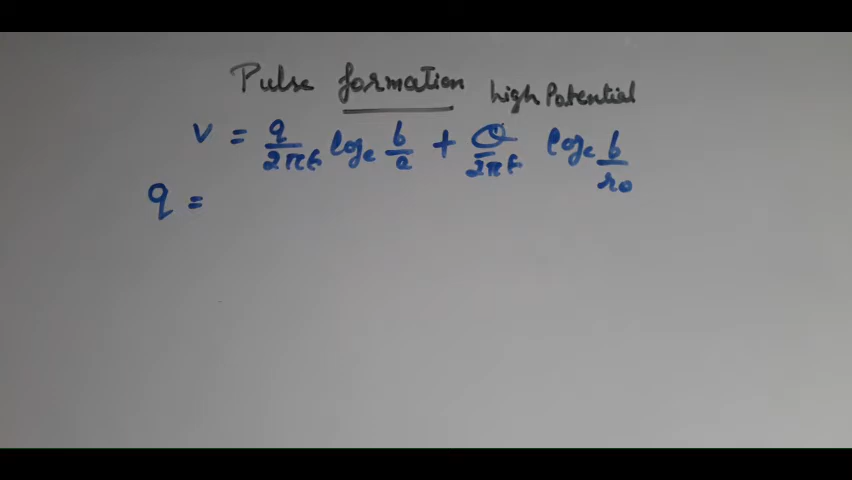 Pulse formation high Potential
V = q/2πε logₑ b/a + Q/2πε logₑ b/r₀
q =